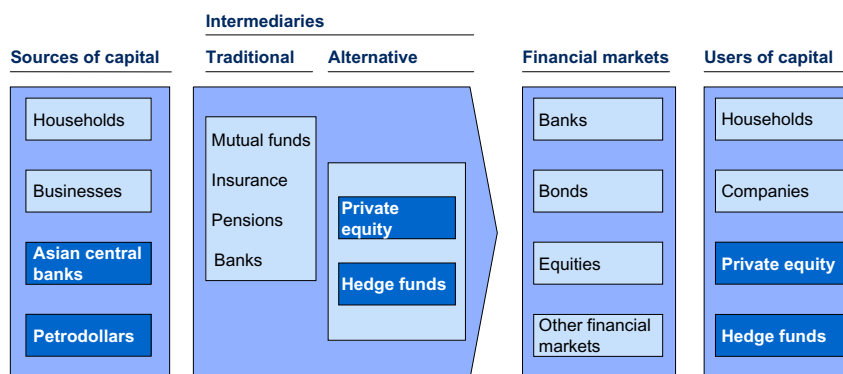 Intermediaries
Sources of capital
Traditional
Alternative
Financial markets
Users of capital
Households
Businesses
Asian central
banks
Petrodollars
Mutual funds
Insurance
Pensions
Banks
Private
equity
Hedge funds
Banks
Bonds
Equities
Other financial
markets
Households
Companies
Private equity
Hedge funds